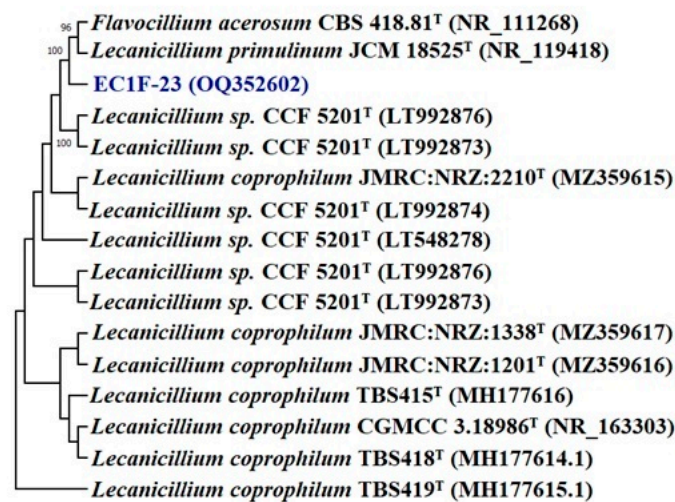 96
Flavocillium acerosum CBS 418.81ᵀ (NR_111268)
100
Lecanicillium primulinum JCM 18525ᵀ (NR_119418)
EC1F-23 (OQ352602)
Lecanicillium sp. CCF 5201ᵀ (LT992876)
100
Lecanicillium sp. CCF 5201ᵀ (LT992873)
Lecanicillium coprophilum JMRC:NRZ:2210ᵀ (MZ359615)
Lecanicillium sp. CCF 5201ᵀ (LT992874)
Lecanicillium sp. CCF 5201ᵀ (LT548278)
Lecanicillium sp. CCF 5201ᵀ (LT992876)
Lecanicillium sp. CCF 5201ᵀ (LT992873)
Lecanicillium coprophilum JMRC:NRZ:1338ᵀ (MZ359617)
Lecanicillium coprophilum JMRC:NRZ:1201ᵀ (MZ359616)
Lecanicillium coprophilum TBS415ᵀ (MH177616)
Lecanicillium coprophilum CGMCC 3.18986ᵀ (NR_163303)
Lecanicillium coprophilum TBS418ᵀ (MH177614.1)
Lecanicillium coprophilum TBS419ᵀ (MH177615.1)